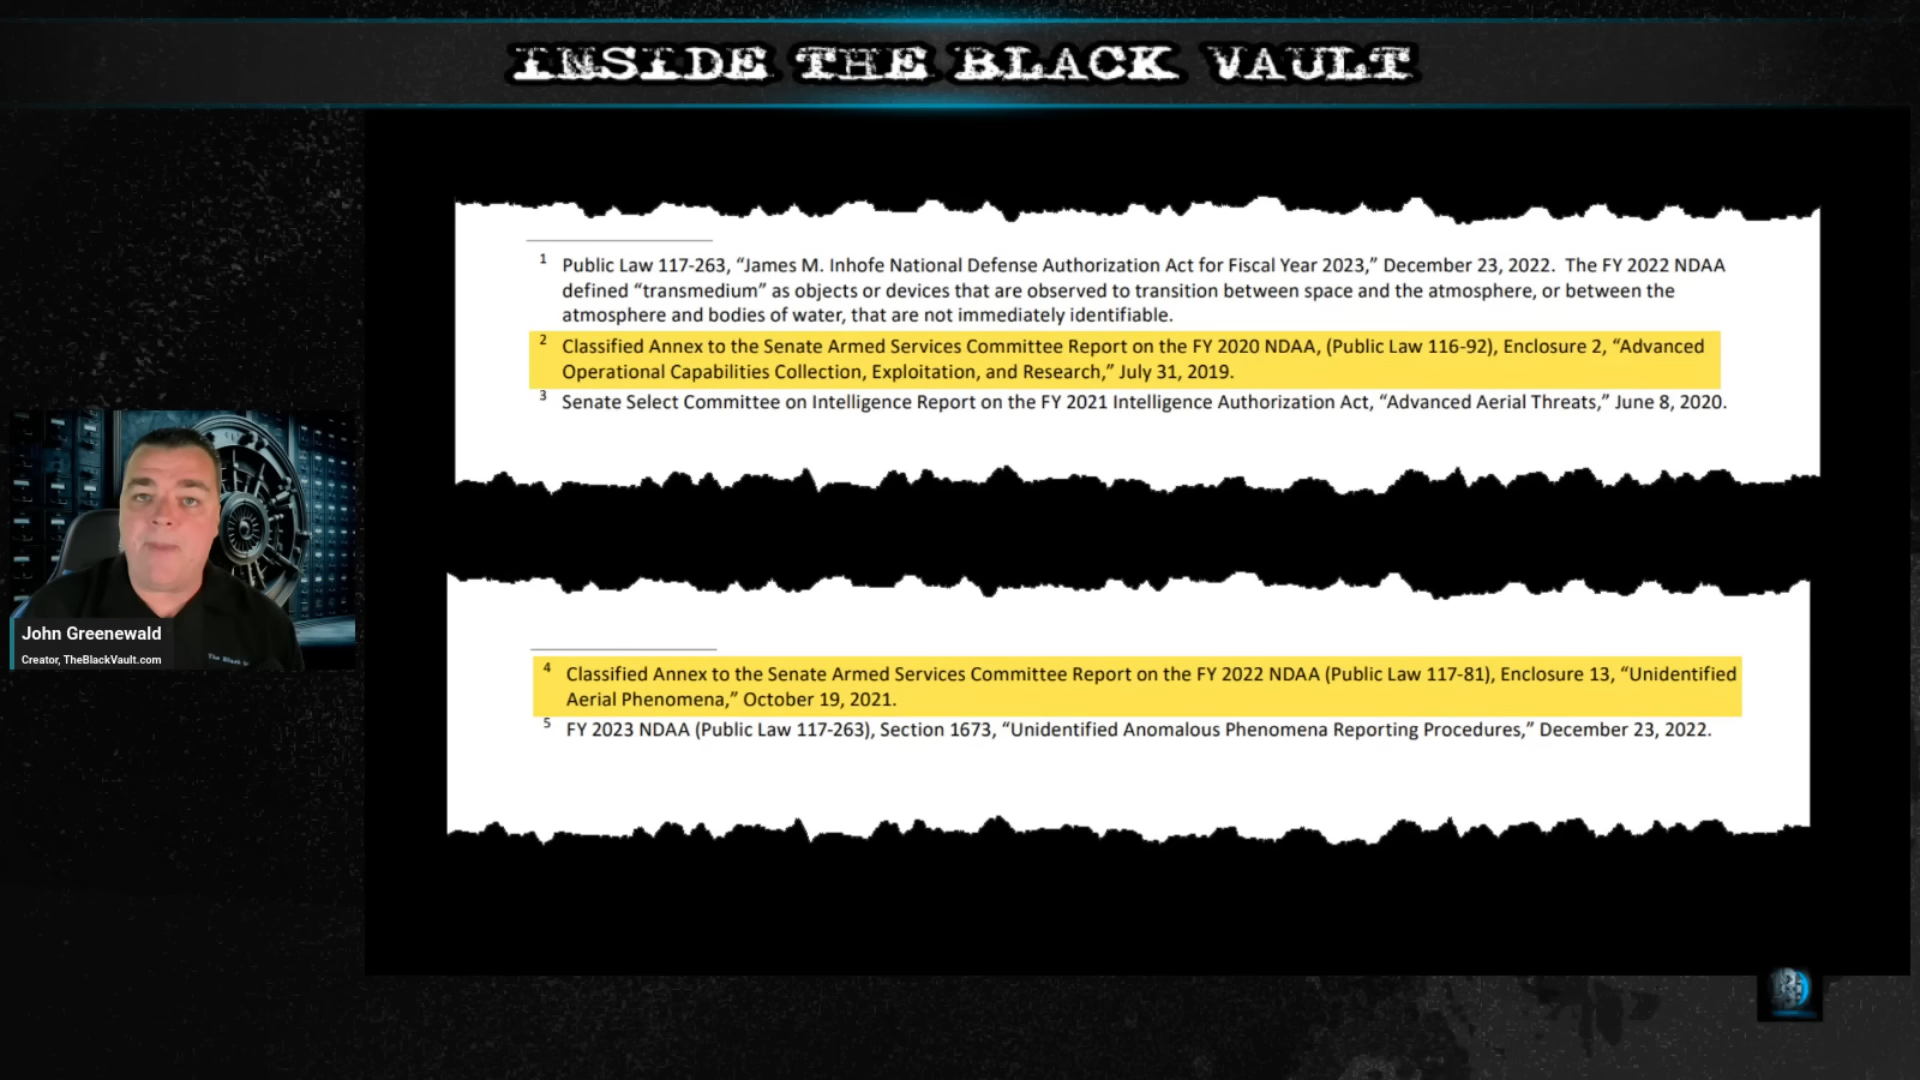 INSIDE THE BLACK VAULT
1 Public Law 117-263, “James M. Inhofe National Defense Authorization Act for Fiscal Year 2023,” December 23, 2022. The FY 2022 NDAA
defined “transmedium” as objects or devices that are observed to transition between space and the atmosphere, or between the
atmosphere and bodies of water, that are not immediately identifiable.
2 Classified Annex to the Senate Armed Services Committee Report on the FY 2020 NDAA, (Public Law 116-92), Enclosure 2, “Advanced
Operational Capabilities Collection, Exploitation, and Research,” July 31, 2019.
3 Senate Select Committee on Intelligence Report on the FY 2021 Intelligence Authorization Act, “Advanced Aerial Threats,” June 8, 2020.
John Greenewald
Creator, TheBlackVault.com
4 Classified Annex to the Senate Armed Services Committee Report on the FY 2022 NDAA (Public Law 117-81), Enclosure 13, “Unidentified
Aerial Phenomena,” October 19, 2021.
5 FY 2023 NDAA (Public Law 117-263), Section 1673, “Unidentified Anomalous Phenomena Reporting Procedures,” December 23, 2022.